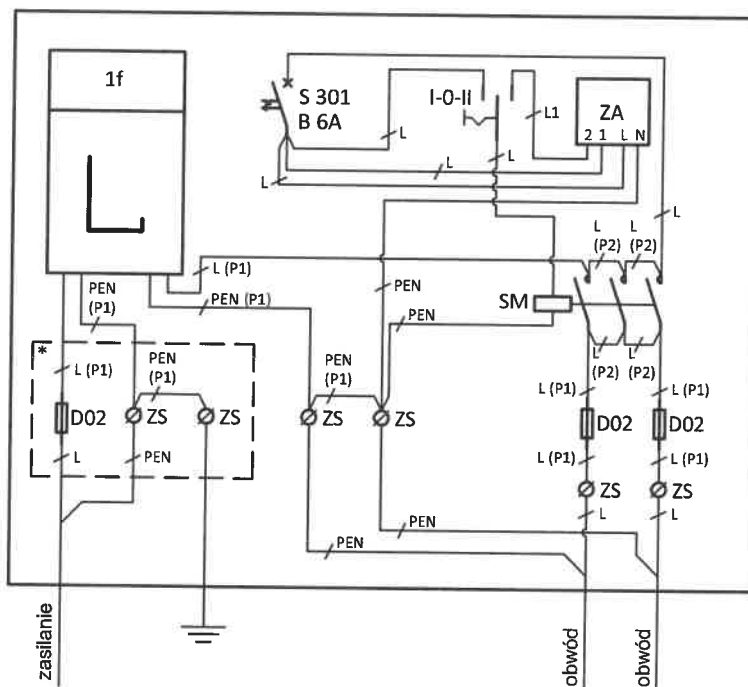 1f
S 301
B 6A
I-0-II
L1
ZA
2 1 L N
L
L
L
L
L
L
(P2)
L
(P2)
L (P1)
PEN
(P1)
PEN (P1)
PEN
SM
PEN
*
L (P1)
PEN
(P1)
PEN
(P1)
L
(P2)
L
(P2)
L (P1)
L (P1)
D02
ZS
ZS
ZS
ZS
D02
D02
L
PEN
L (P1)
L (P1)
ZS
ZS
L
L
PEN
PEN
zasilanie
obwód
obwód